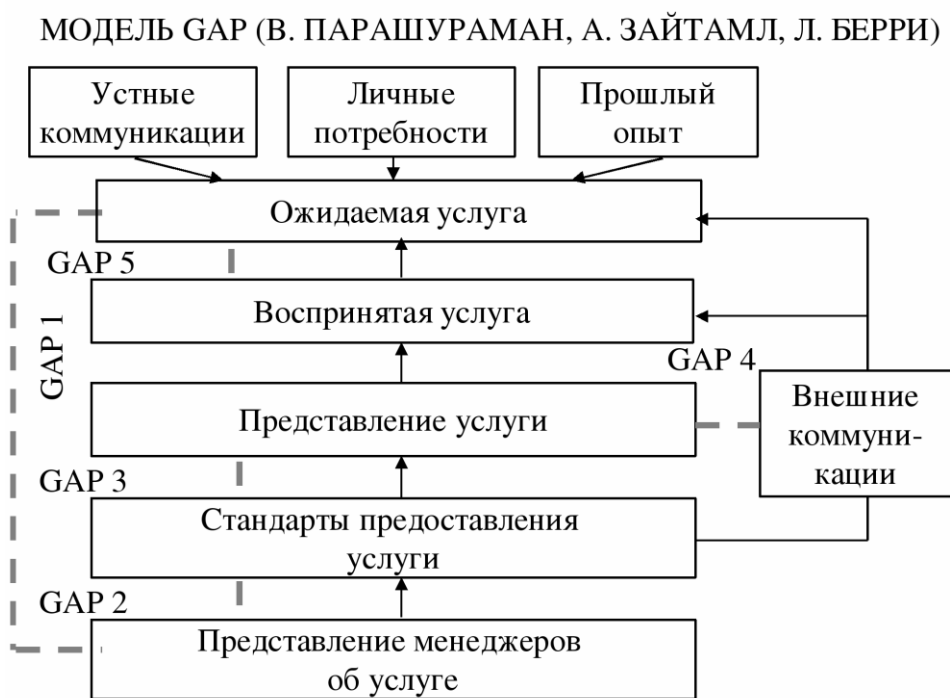 МОДЕЛЬ GAP (В. ПАРАШУРАМАН, А. ЗАЙТАМЛ, Л. БЕРРИ)
Устные
коммуникации
Личные
потребности
Прошлый
опыт
Ожидаемая услуга
GAP 5
Воспринятая услуга
GAP 1
GAP 4
Представление услуги
Внешние
коммуни-
кации
GAP 3
Стандарты предоставления
услуги
GAP 2
Представление менеджеров
об услуге